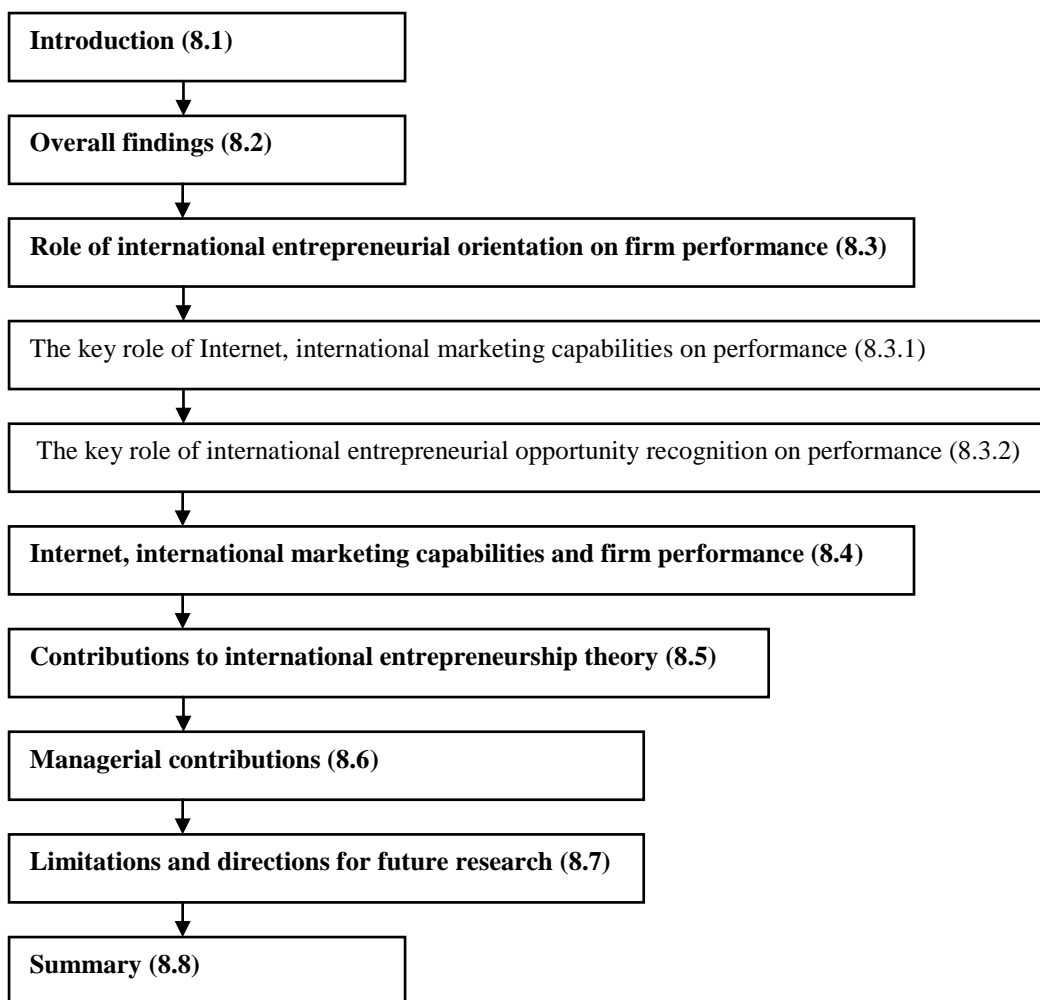 Introduction (8.1)
Overall findings (8.2)
Role of international entrepreneurial orientation on firm performance (8.3)
The key role of Internet, international marketing capabilities on performance (8.3.1)
The key role of international entrepreneurial opportunity recognition on performance (8.3.2)
Internet, international marketing capabilities and firm performance (8.4)
Contributions to international entrepreneurship theory (8.5)
Managerial contributions (8.6)
Limitations and directions for future research (8.7)
Summary (8.8)